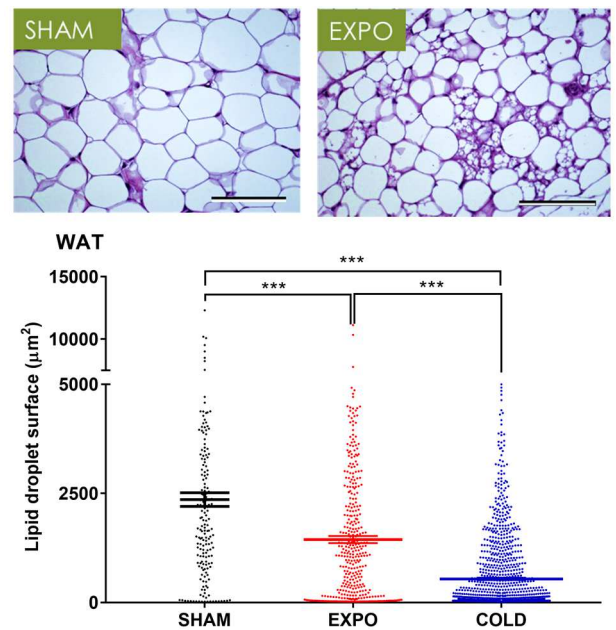 SHAM
EXPO
WAT
***
***
***
15000
10000
5000
2500
0
Lipid droplet surface (μm²)
SHAM
EXPO
COLD